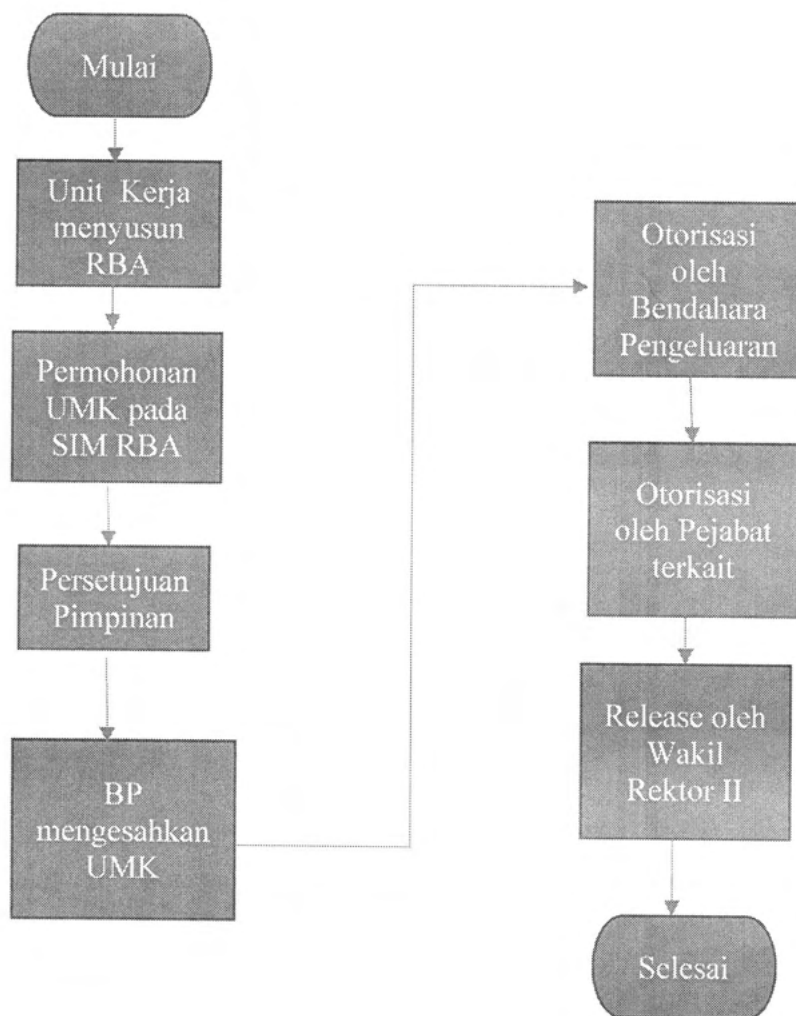 Mulai
Unit Kerja
menyusun
RBA
Permohonan
UMK pada
SIM RBA
Persetujuan
Pimpinan
BP
mengesahkan
UMK
Otorisasi
oleh
Bendahara
Pengeluaran
Otorisasi
oleh Pejabat
terkait
Release oleh
Wakil
Rektor II
Selesai